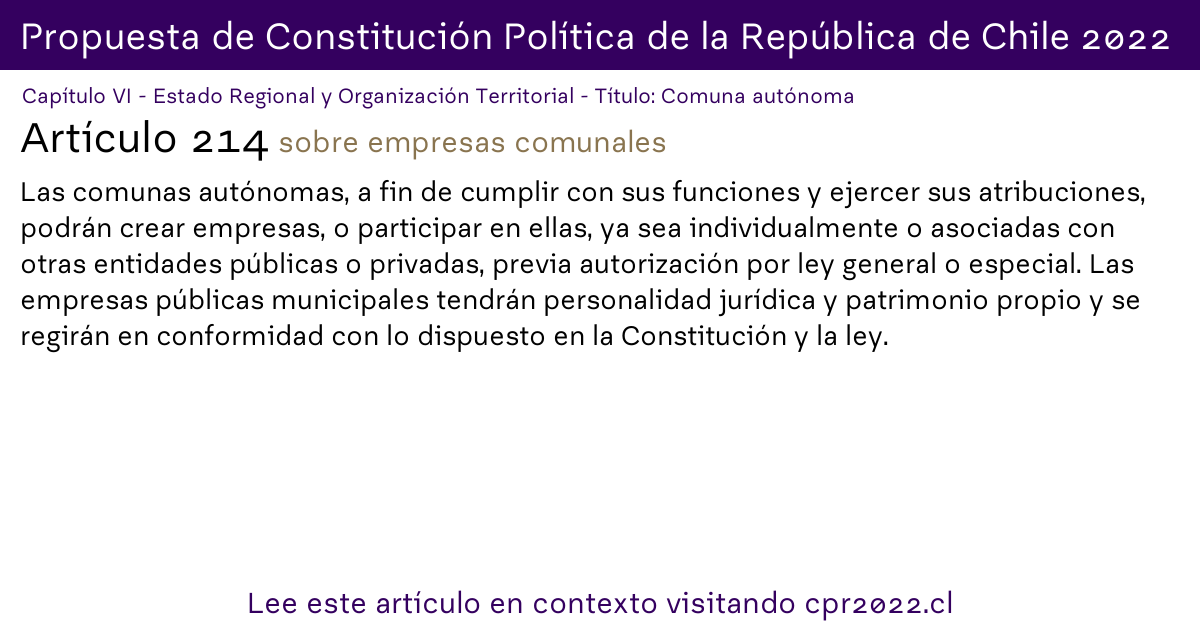 Propuesta de Constitución Política de la República de Chile 2022
Capítulo VI - Estado Regional y Organización Territorial - Título: Comuna autónoma
Artículo 214 sobre empresas comunales
Las comunas autónomas, a fin de cumplir con sus funciones y ejercer sus atribuciones,
podrán crear empresas, o participar en ellas, ya sea individualmente o asociadas con
otras entidades públicas o privadas, previa autorización por ley general o especial. Las
empresas públicas municipales tendrán personalidad jurídica y patrimonio propio y se
regirán en conformidad con lo dispuesto en la Constitución y la ley.
Lee este artículo en contexto visitando cpr2022.cl